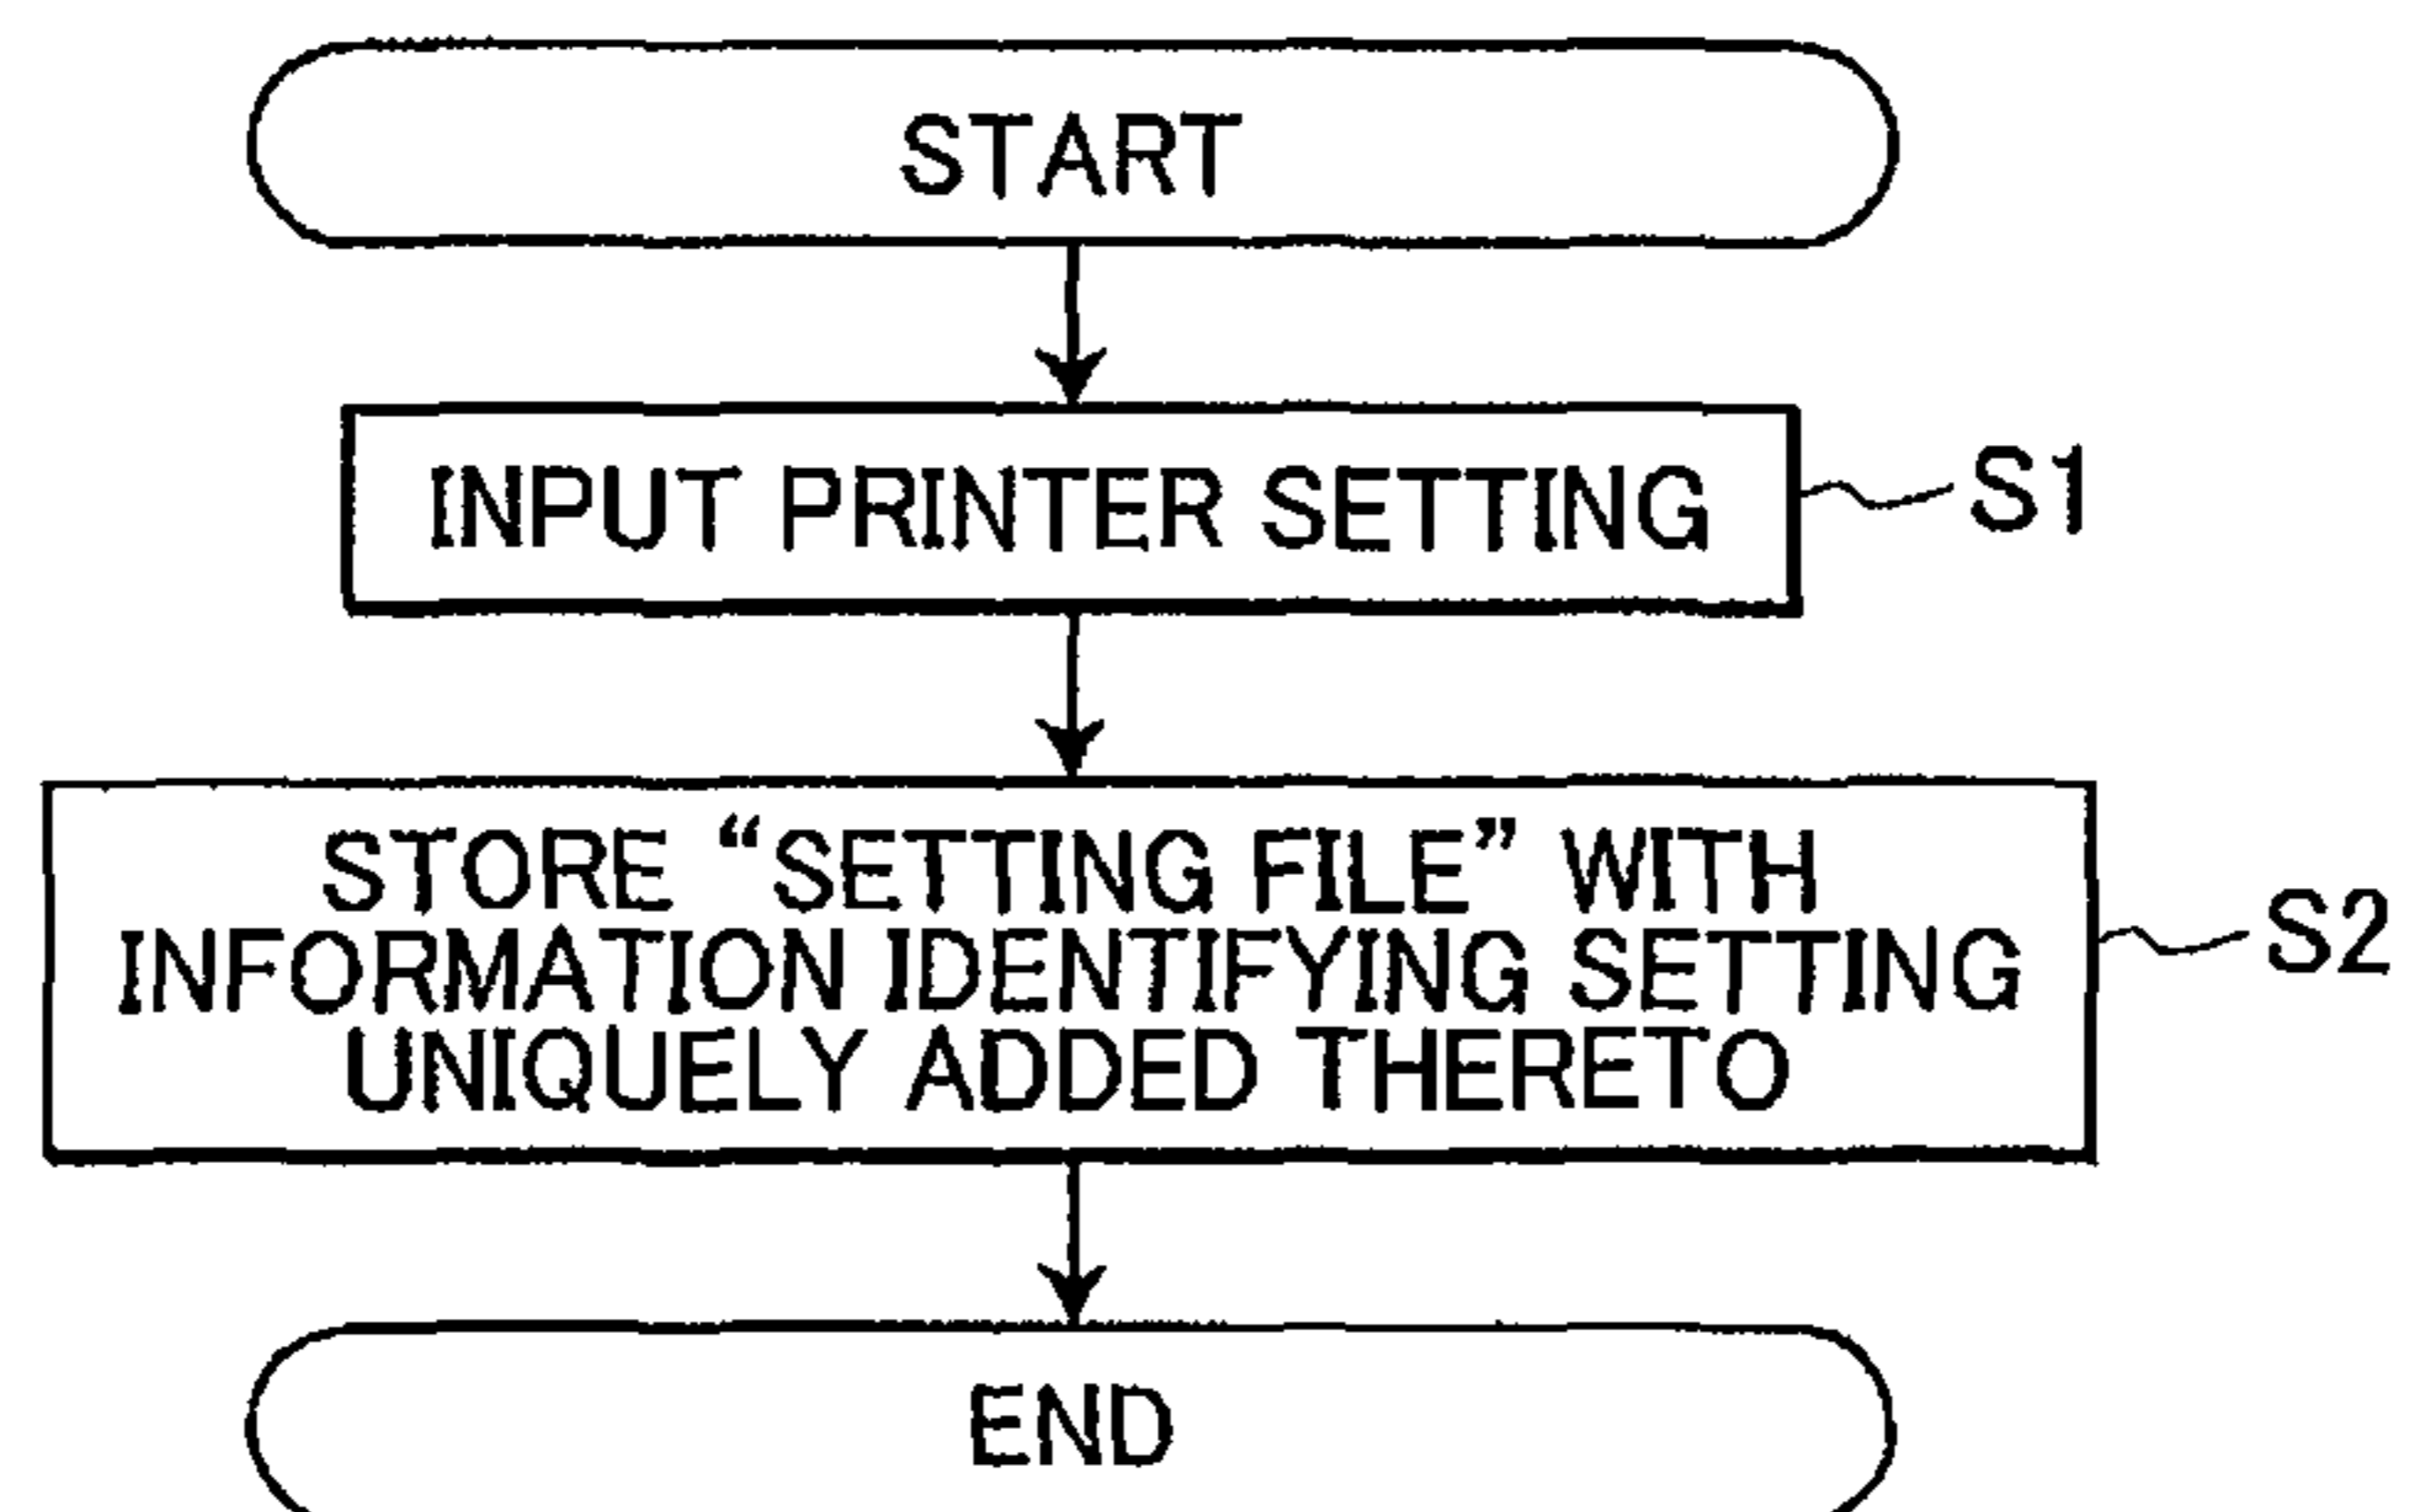 START
INPUT PRINTER SETTING
S1
STORE “SETTING FILE” WITH
INFORMATION IDENTIFYING SETTING
UNIQUELY ADDED THERETO
S2
END